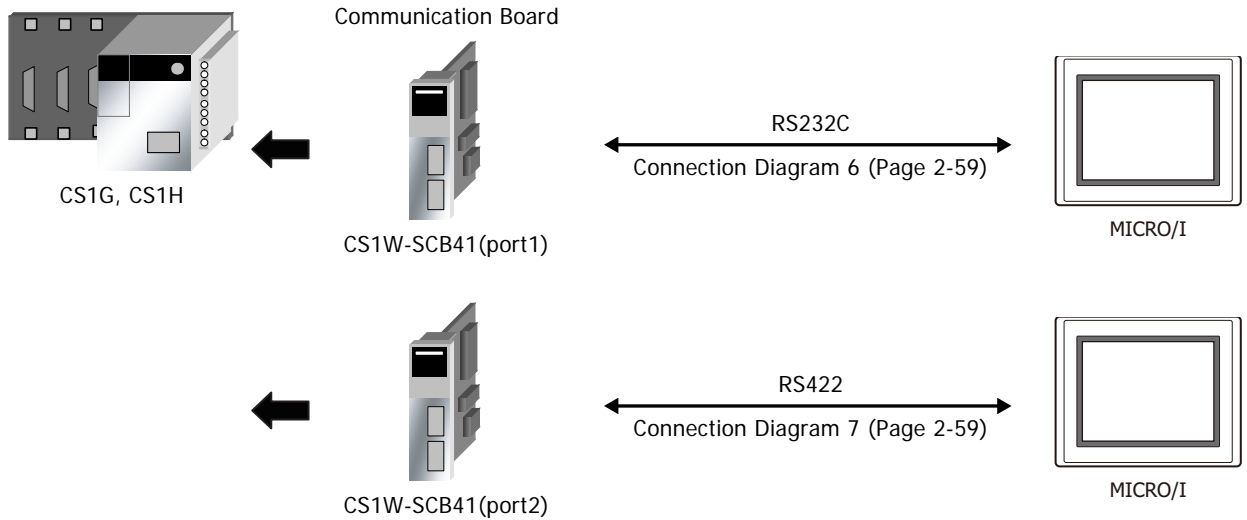 Communication Board
RS232C
Connection Diagram 6 (Page 2-59)
CS1G, CS1H
CS1W-SCB41(port1)
MICRO/I
RS422
Connection Diagram 7 (Page 2-59)
CS1W-SCB41(port2)
MICRO/I